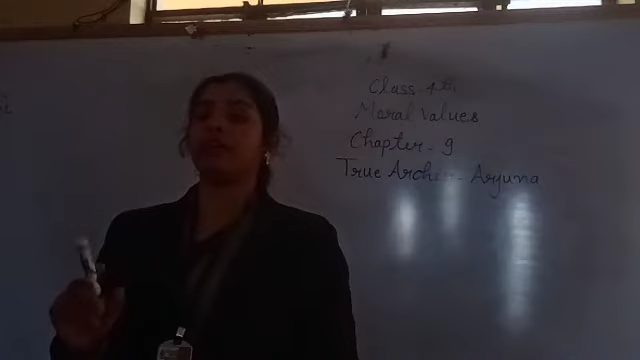 Class-4th
Moral Values
Chapter-9
True Archer- Arjuna